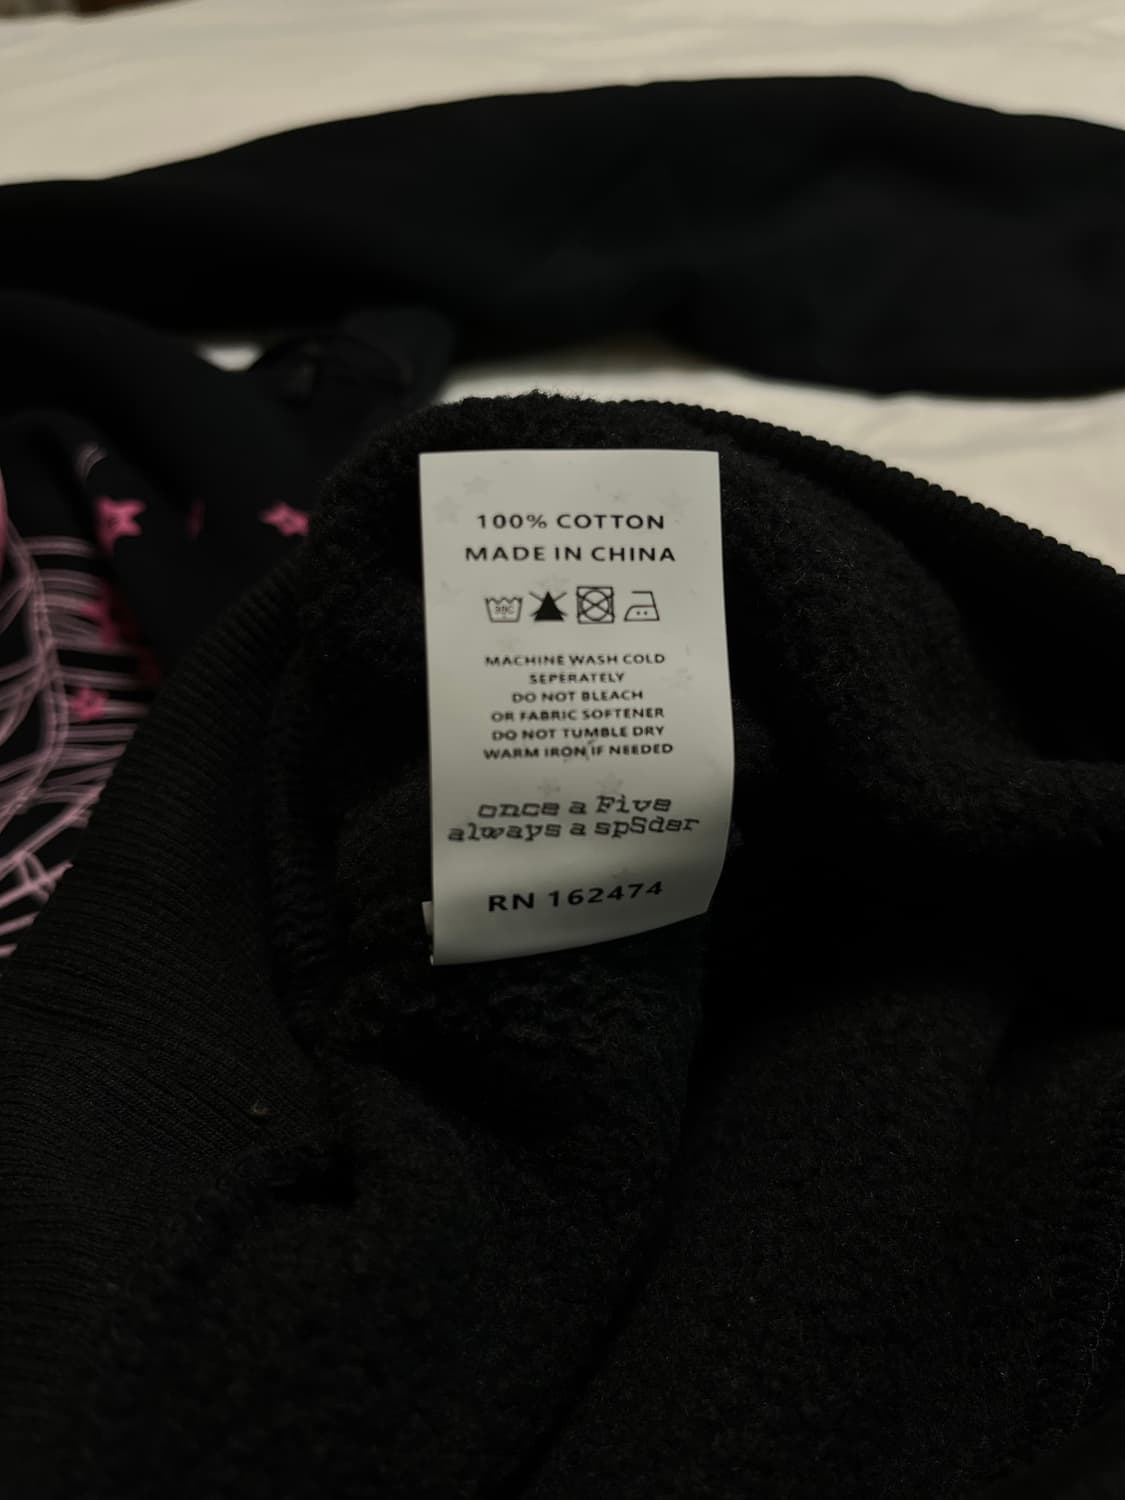 100% COTTON
MADE IN CHINA
30C
MACHINE WASH COLD
SEPERATELY
DO NOT BLEACH
OR FABRIC SOFTENER
DO NOT TUMBLE DRY
WARM IRON IF NEEDED
once a Five
always a sp5der
RN 162474